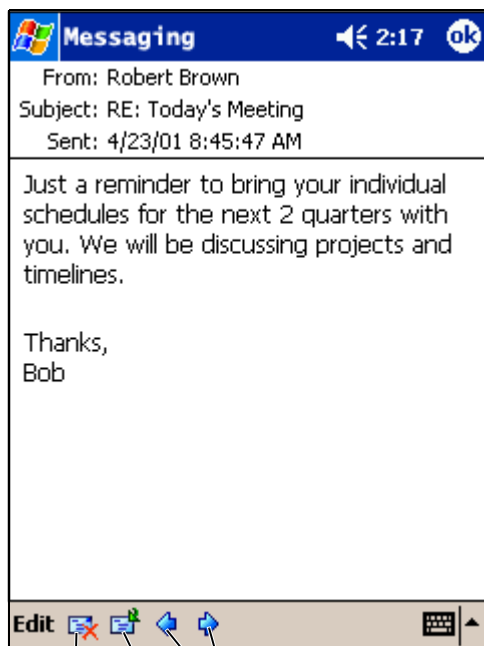 Messaging 2:17 ok
From: Robert Brown
Subject: RE: Today's Meeting
Sent: 4/23/01 8:45:47 AM
Just a reminder to bring your individual
schedules for the next 2 quarters with
you. We will be discussing projects and
timelines.
Thanks,
Bob
Edit